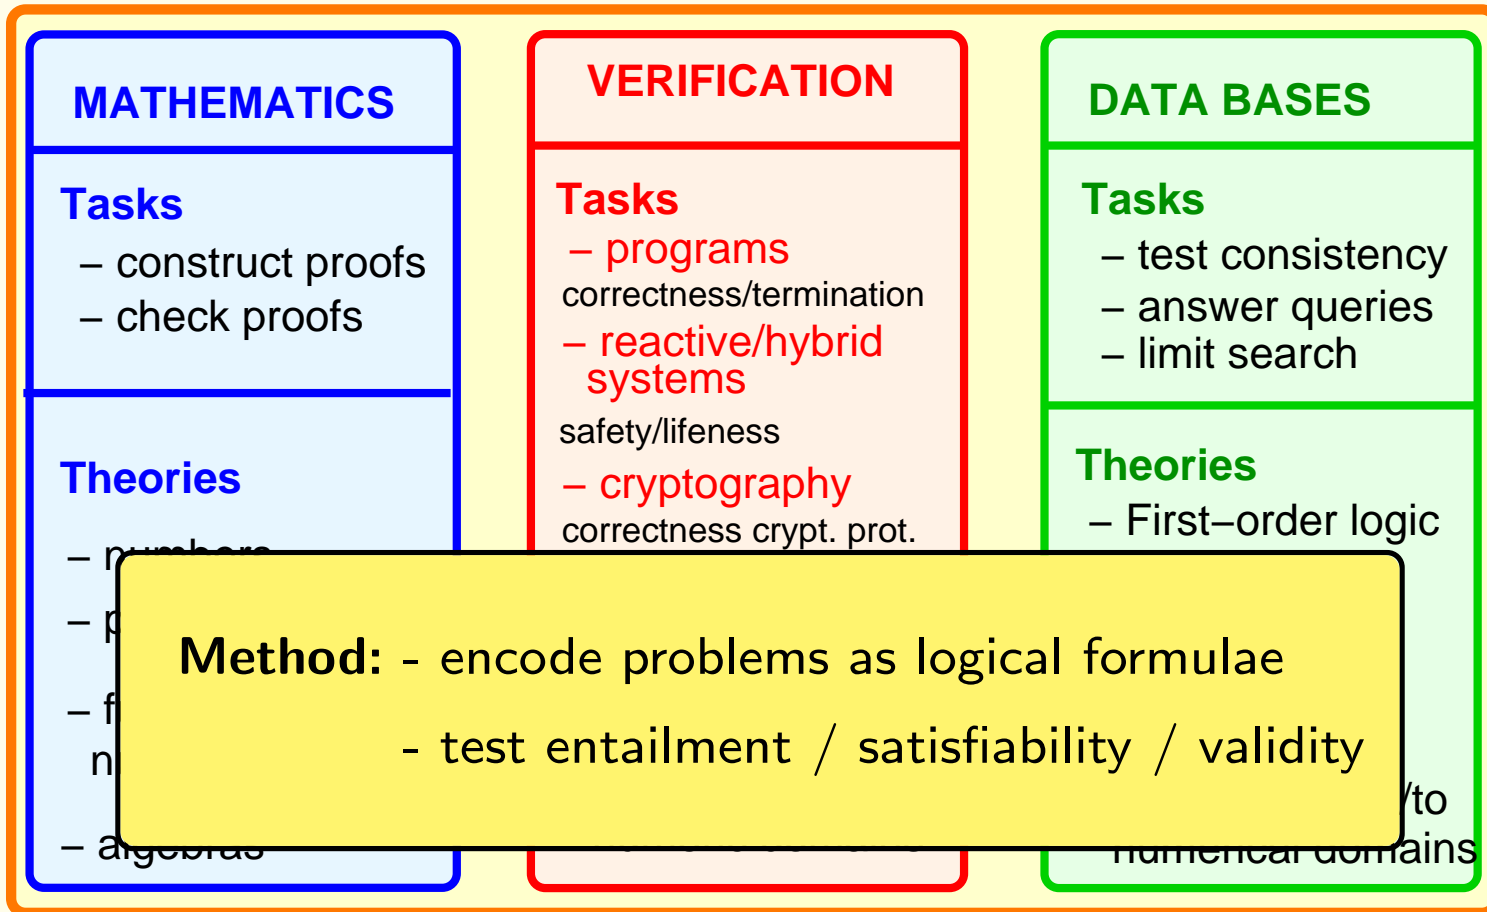 MATHEMATICS
Tasks
– construct proofs
– check proofs
Theories
– numbers
–
–
– algebras
VERIFICATION
Tasks
– programs
correctness/termination
– reactive/hybrid
systems
safety/lifeness
– cryptography
correctness crypt. prot.
DATA BASES
Tasks
– test consistency
– answer queries
– limit search
Theories
– First–order logic
/to
numerical domains
Method: - encode problems as logical formulae
- test entailment / satisfiability / validity